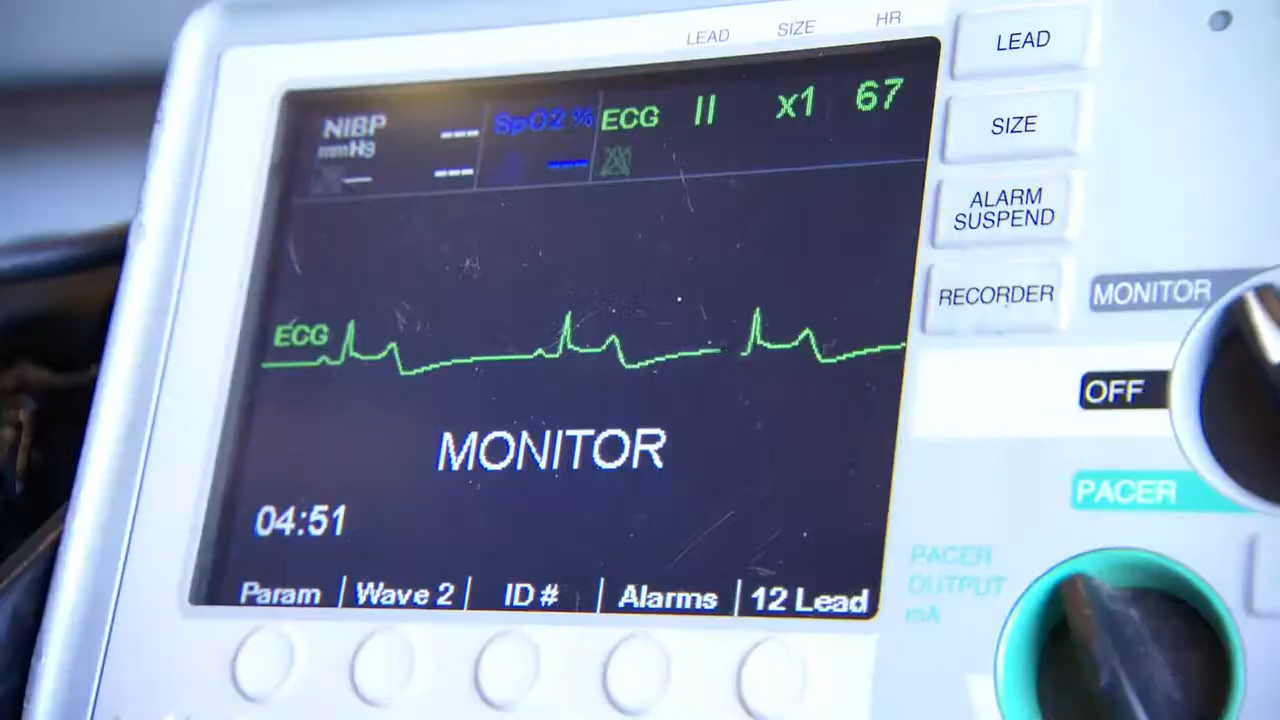 LEAD SIZE HR
NIBP --- SpO2 % ECG II x1 67
mmHg
--- --- ---
ECG
MONITOR
04:51
Param | Wave 2 | ID # | Alarms | 12 Lead
LEAD
SIZE
ALARM
SUSPEND
RECORDER
MONITOR
OFF
PACER
PACER
OUTPUT
mA